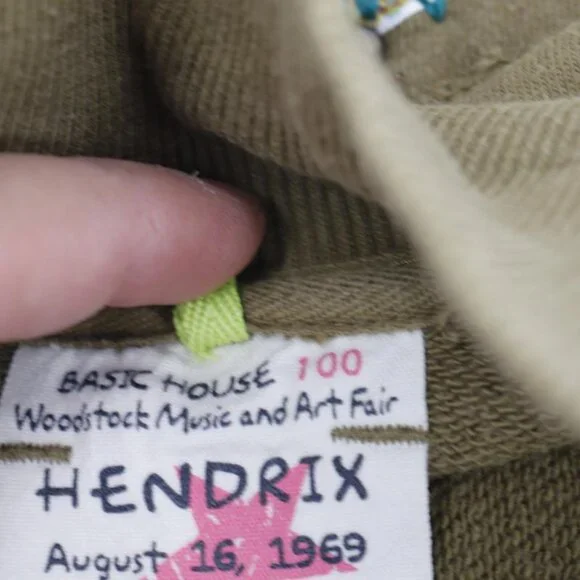 BASIC HOUSE 100
Woodstock Music and Art Fair
HENDRIX
August 16, 1969